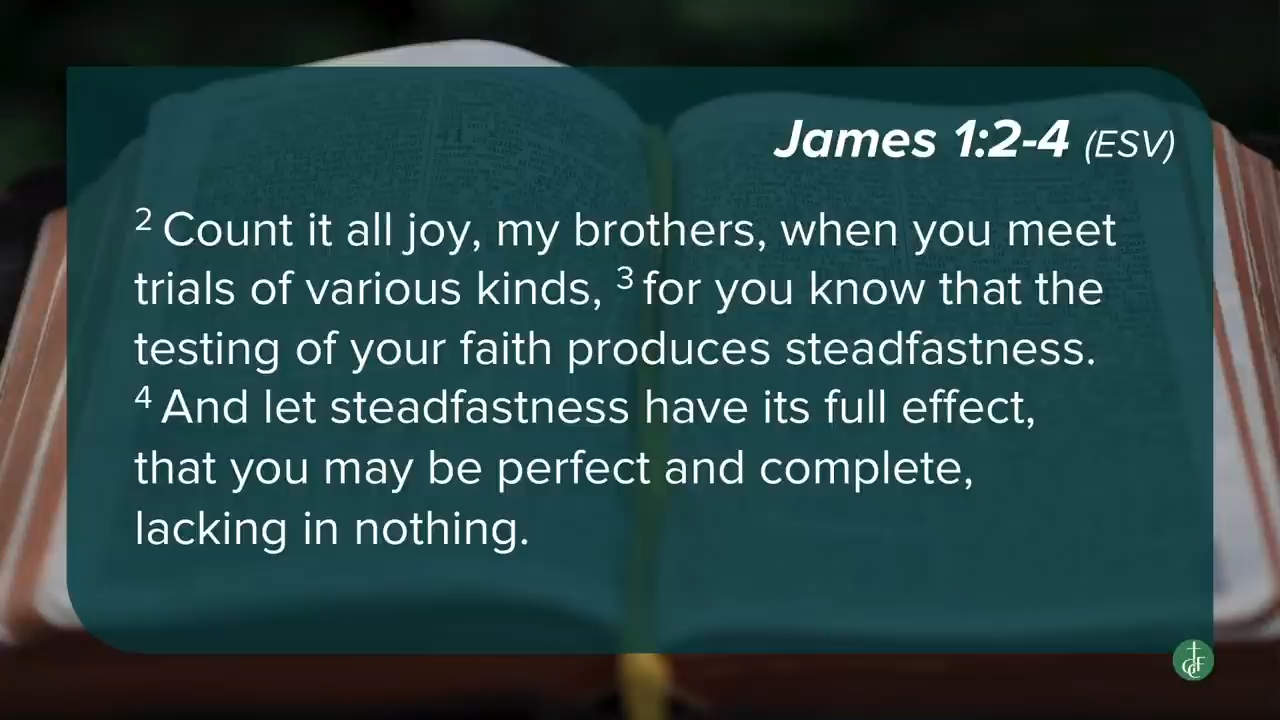 James 1:2-4 (ESV)
2 Count it all joy, my brothers, when you meet
trials of various kinds, 3 for you know that the
testing of your faith produces steadfastness.
4 And let steadfastness have its full effect,
that you may be perfect and complete,
lacking in nothing.